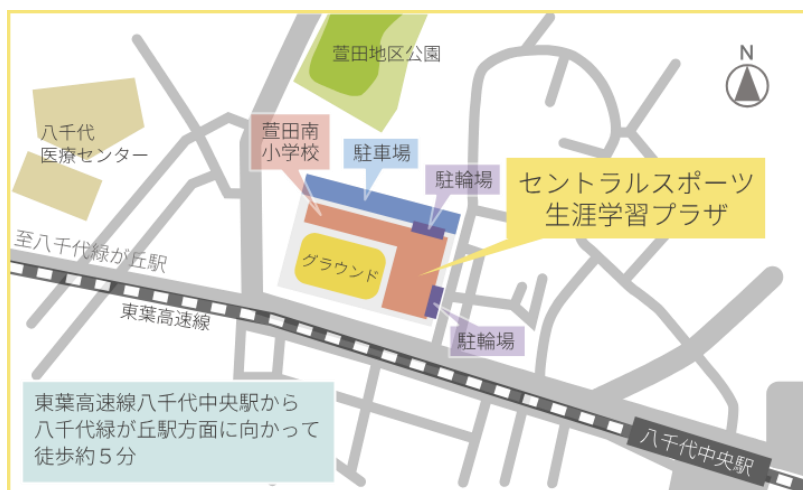 萱田地区公園
N
八千代
医療センター
萱田南
小学校
駐車場
駐輪場
セントラルスポーツ
生涯学習プラザ
至八千代緑が丘駅
グラウンド
東葉高速線
駐輪場
東葉高速線八千代中央駅から
八千代緑が丘駅方面に向かって
徒歩約５分
八千代中央駅